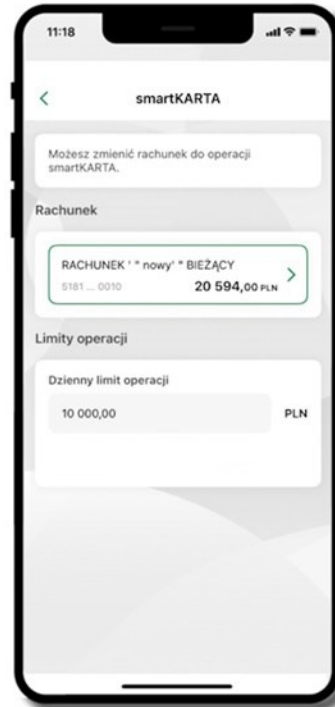 11:18
smartKARTA
Możesz zmienić rachunek do operacji
smartKARTA.
Rachunek
RACHUNEK ' " nowy' " BIEŻĄCY
5181 ... 0010 20 594,00 PLN
Limity operacji
Dzienny limit operacji
10 000,00 PLN